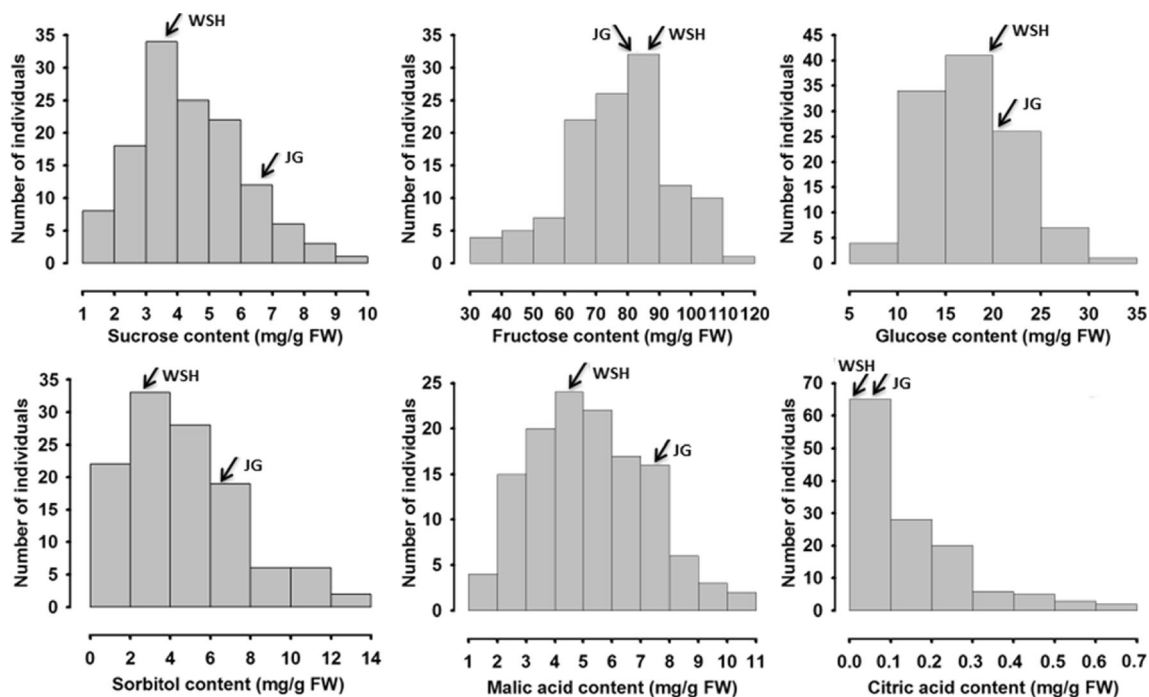 Number of individuals
35
30
25
20
15
10
5
0
WSH
JG
1 2 3 4 5 6 7 8 9 10
Sucrose content (mg/g FW)
Number of individuals
35
30
25
20
15
10
5
0
JG
WSH
30 40 50 60 70 80 90 100 110 120
Fructose content (mg/g FW)
Number of individuals
45
40
35
30
25
20
15
10
5
0
WSH
JG
5 10 15 20 25 30 35
Glucose content (mg/g FW)
Number of individuals
35
30
25
20
15
10
5
0
WSH
JG
0 2 4 6 8 10 12 14
Sorbitol content (mg/g FW)
Number of individuals
25
20
15
10
5
0
WSH
JG
1 2 3 4 5 6 7 8 9 10 11
Malic acid content (mg/g FW)
Number of individuals
70
60
50
40
30
20
10
0
WSH
JG
0.0 0.1 0.2 0.3 0.4 0.5 0.6 0.7
Citric acid content (mg/g FW)